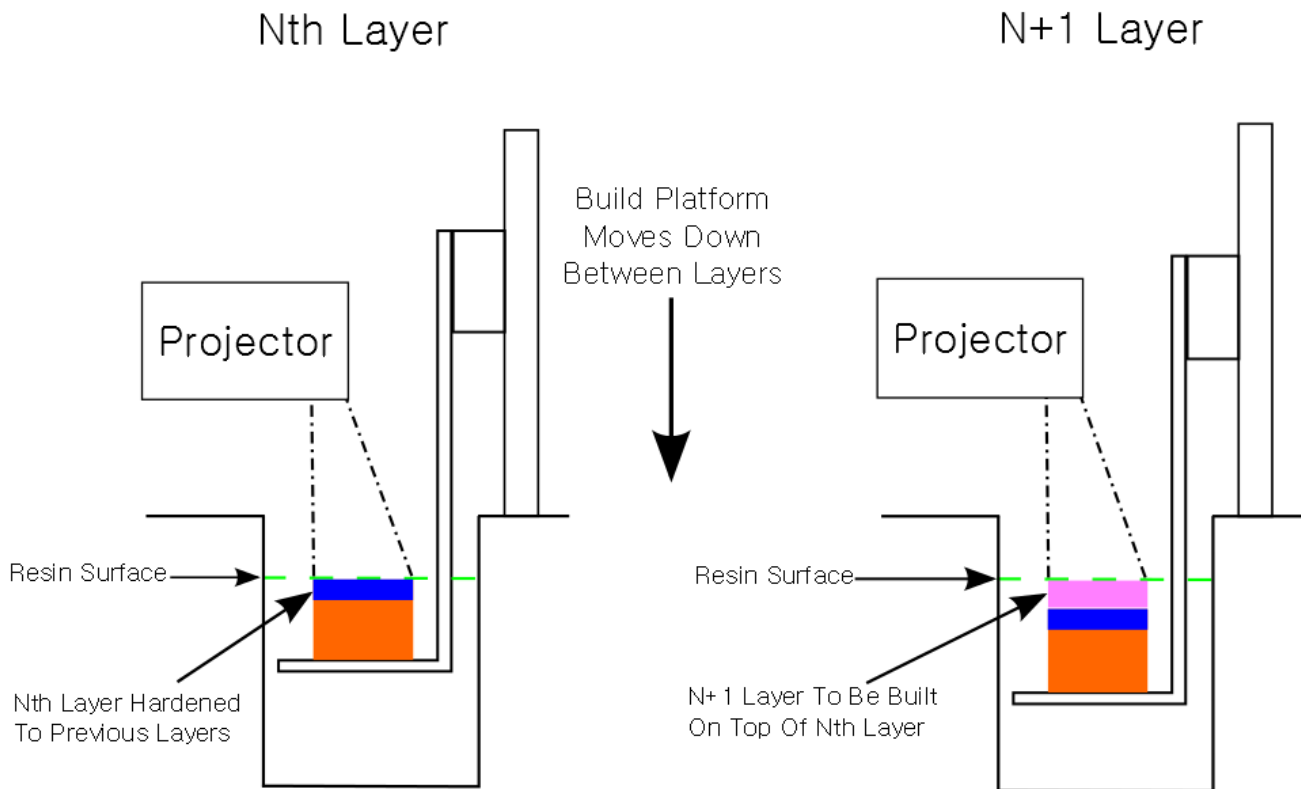 Nth Layer
N+1 Layer
Build Platform
Moves Down
Between Layers
Projector
Projector
Resin Surface
Resin Surface
Nth Layer Hardened
To Previous Layers
N+1 Layer To Be Built
On Top Of Nth Layer